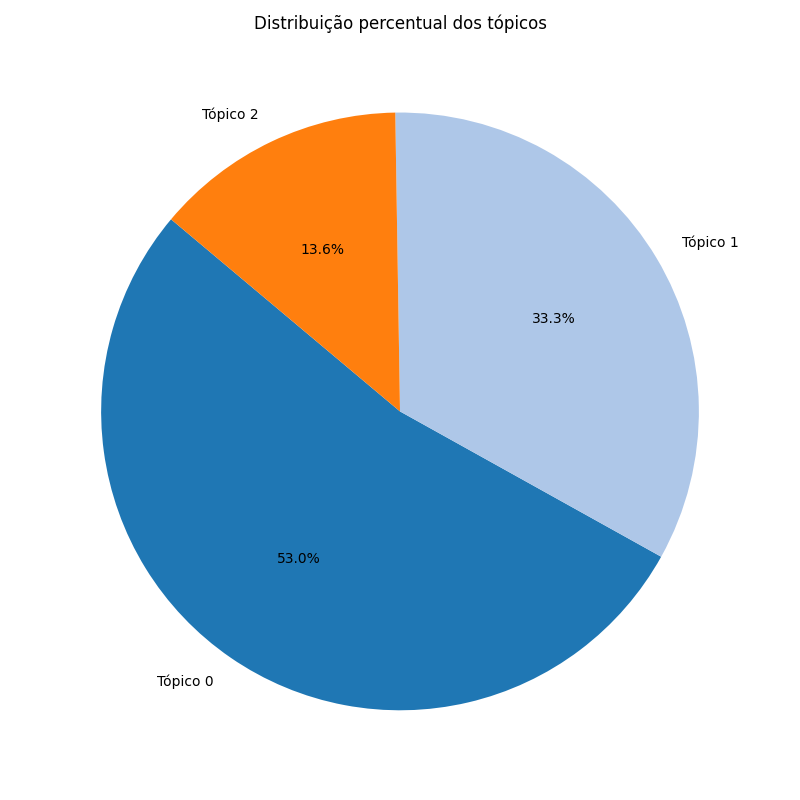 Distribuição percentual dos tópicos
Tópico 2
13.6%
Tópico 1
33.3%
53.0%
Tópico 0